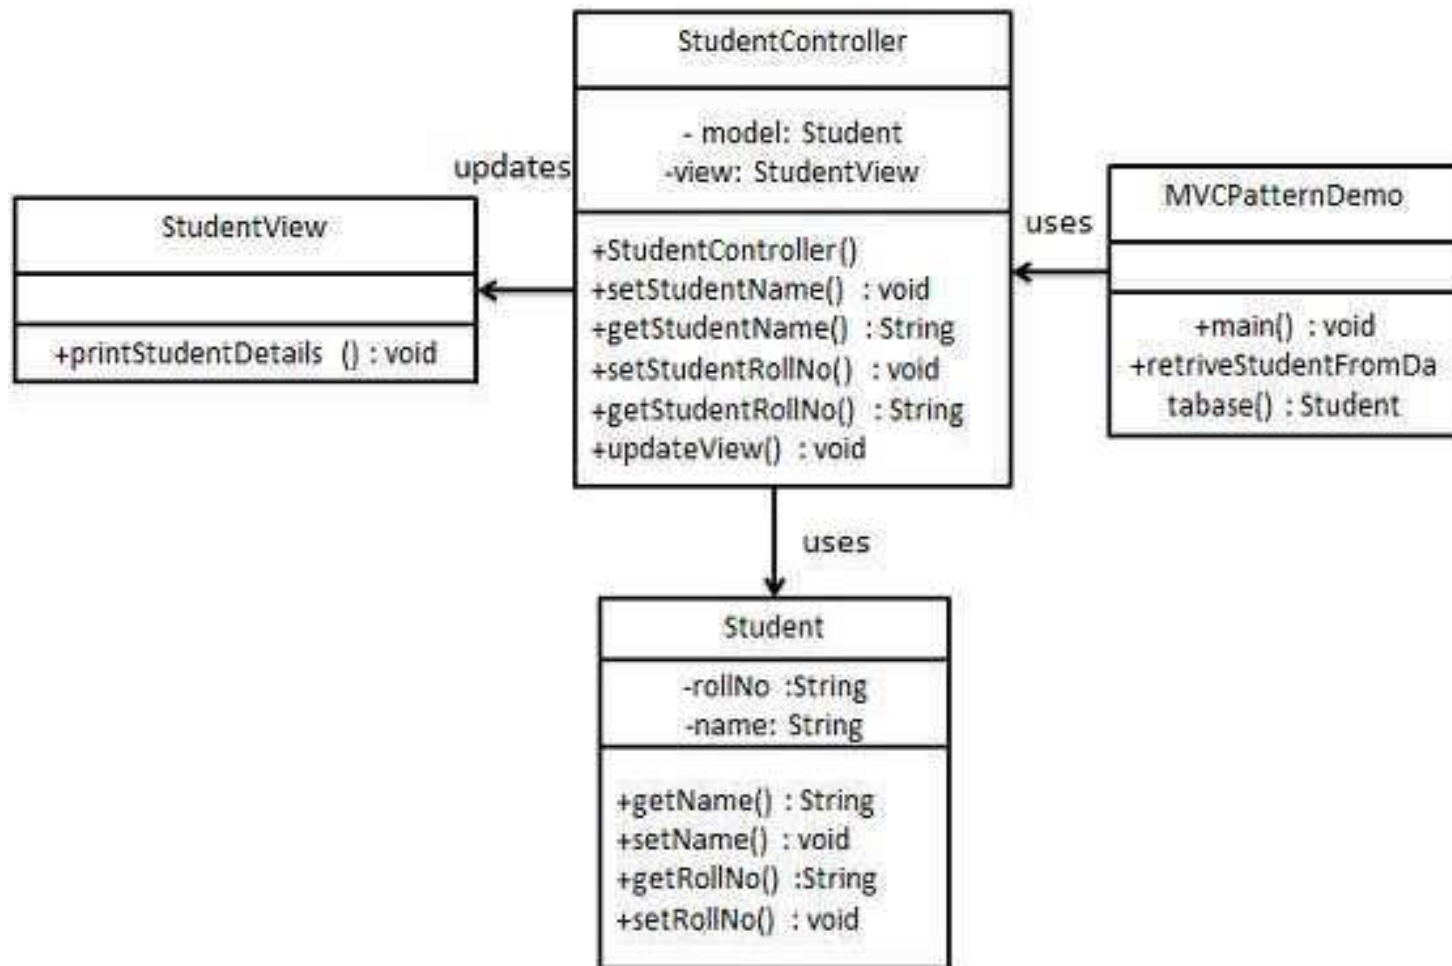 StudentController
- model: Student
-view: StudentView
+StudentController()
+setStudentName() : void
+getStudentName() : String
+setStudentRollNo() : void
+getStudentRollNo() : String
+updateView() : void
updates
StudentView
+printStudentDetails () : void
uses
MVCPatternDemo
+main() : void
+retriveStudentFromDa
tabase() : Student
uses
Student
-rollNo :String
-name: String
+getName() : String
+setName() : void
+getRollNo() :String
+setRollNo() : void